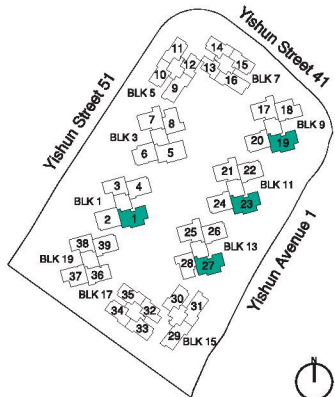 Yishun Street 41
Yishun Street 51
Yishun Avenue 1
11
12
10
9
BLK 5
14
15
13
16
BLK 7
17
18
BLK 9
20
19
7
8
BLK 3
6
5
21
22
BLK 11
24
23
3
4
BLK 1
2
1
25
26
BLK 13
28
27
38
39
BLK 19
37
36
BLK 17
35
34
32
33
30
31
29
BLK 15
N